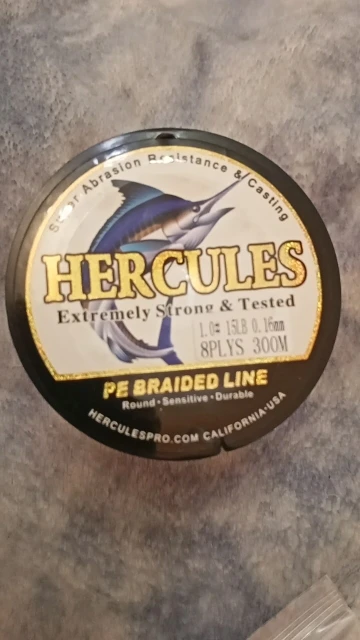 Super Abrasion Resistance & Casting
HERCULES
Extremely Strong & Tested
1.0# 15LB 0.16mm
8PLYS 300M
PE BRAIDED LINE
Round•Sensitive•Durable
HERCULESPRO.COM CALIFORNIA•USA